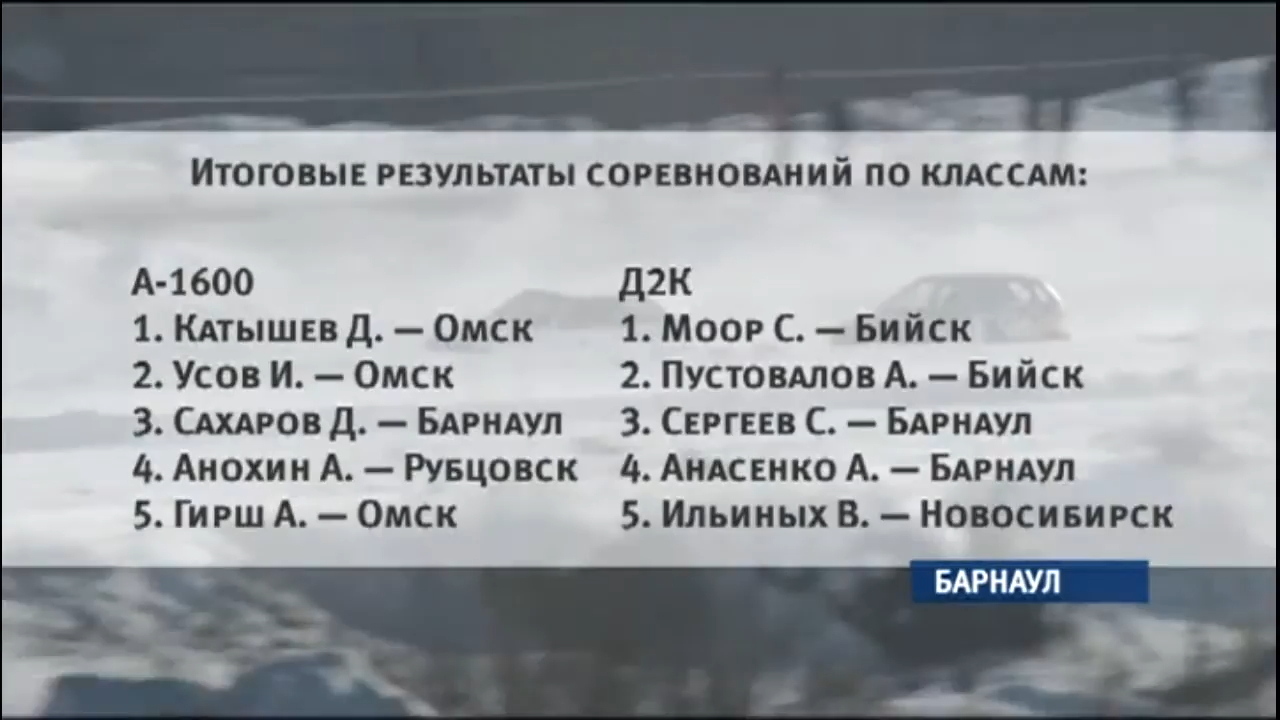 Итоговые результаты соревнований по классам:
А-1600
1. Катышев Д. — Омск
2. Усов И. — Омск
3. Сахаров Д. — Барнаул
4. Анохин А. — Рубцовск
5. Гирш А. — Омск
Д2К
1. Моор С. — Бийск
2. Пустовалов А. — Бийск
3. Сергеев С. — Барнаул
4. Анасенко А. — Барнаул
5. Ильиных В. — Новосибирск
БАРНАУЛ